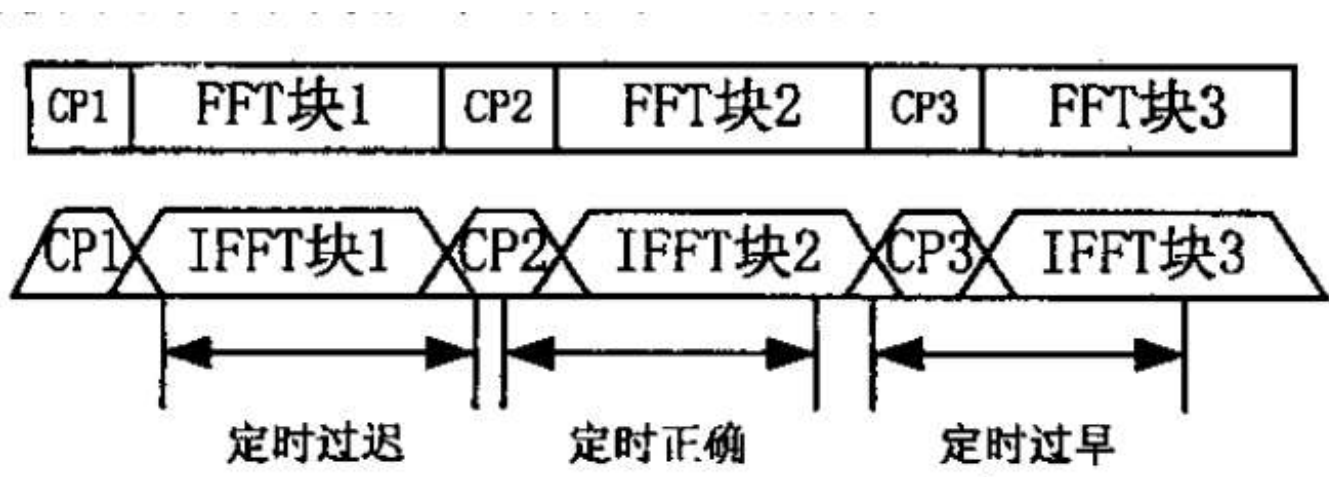 CP1 FFT块1 CP2 FFT块2 CP3 FFT块3
CP1 IFFT块1 CP2 IFFT块2 CP3 IFFT块3
定时过迟 定时正确 定时过早